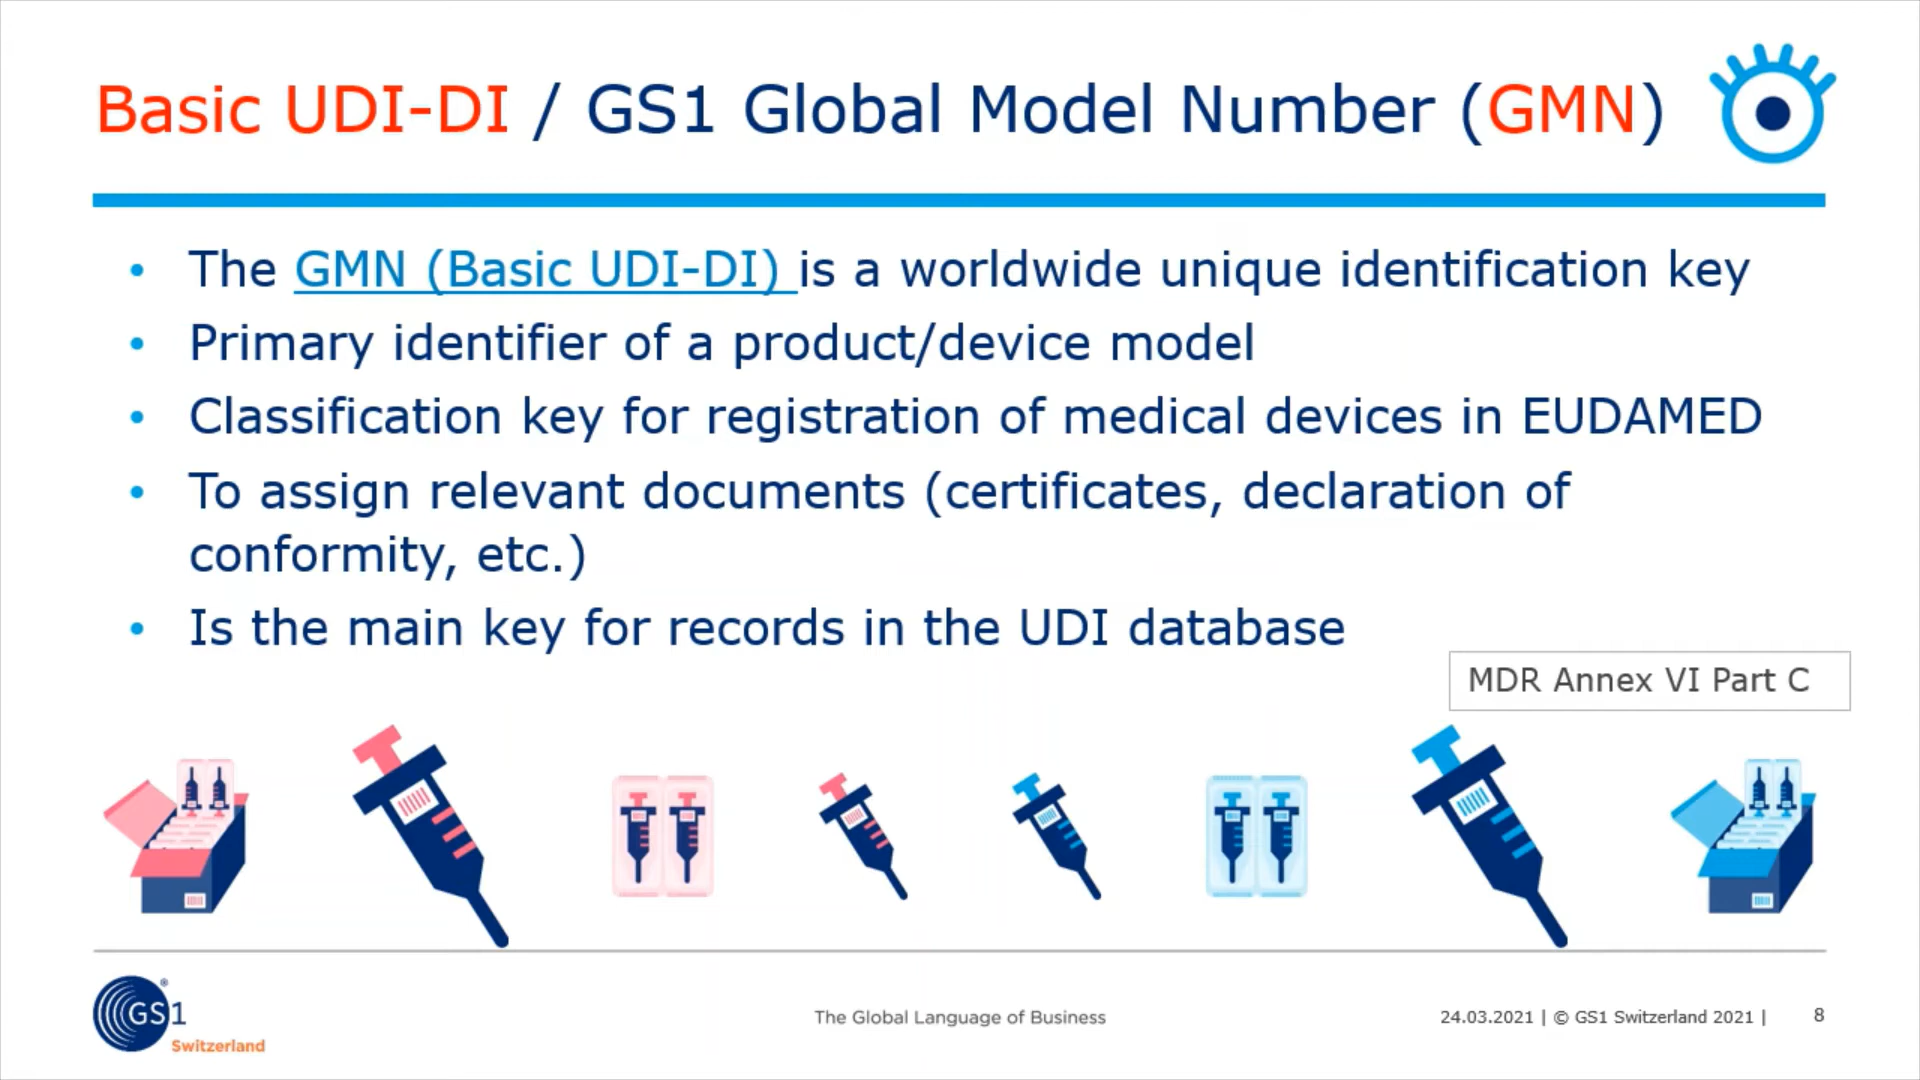 Basic UDI-DI / GS1 Global Model Number (GMN)
• The GMN (Basic UDI-DI) is a worldwide unique identification key
• Primary identifier of a product/device model
• Classification key for registration of medical devices in EUDAMED
• To assign relevant documents (certificates, declaration of
conformity, etc.)
• Is the main key for records in the UDI database
MDR Annex VI Part C
GS1 ®
Switzerland
The Global Language of Business
24.03.2021 | © GS1 Switzerland 2021 | 8